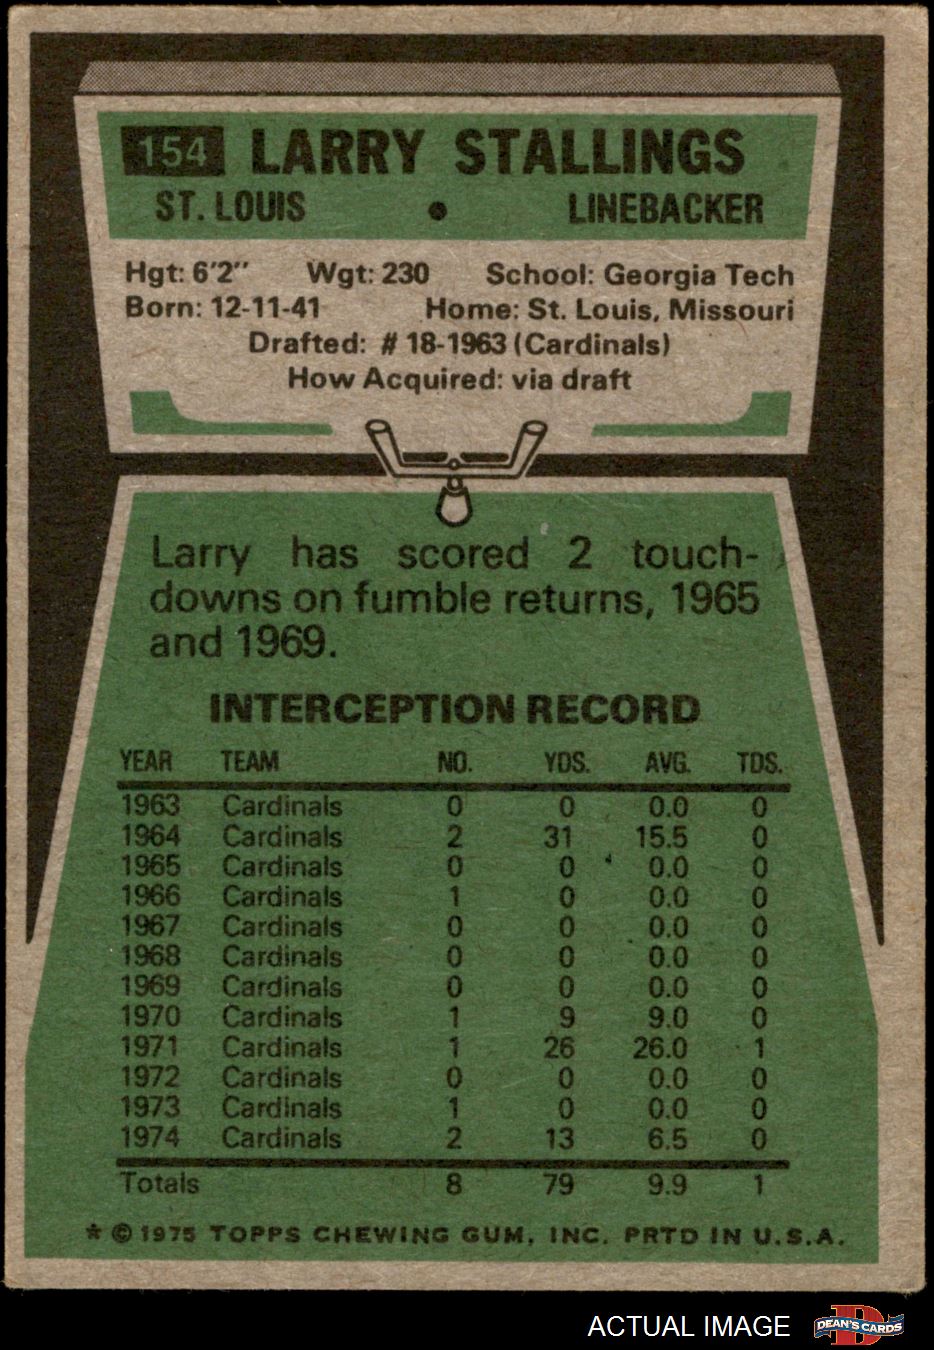 154 LARRY STALLINGS
ST. LOUIS • LINEBACKER
Hgt: 6'2" Wgt: 230 School: Georgia Tech
Born: 12-11-41 Home: St. Louis, Missouri
Drafted: # 18-1963 (Cardinals)
How Acquired: via draft
Larry has scored 2 touch-
downs on fumble returns, 1965
and 1969.
INTERCEPTION RECORD
YEAR TEAM NO. YDS. AVG. TDS.
1963 Cardinals 0 0 0.0 0
1964 Cardinals 2 31 15.5 0
1965 Cardinals 0 0 0.0 0
1966 Cardinals 1 0 0.0 0
1967 Cardinals 0 0 0.0 0
1968 Cardinals 0 0 0.0 0
1969 Cardinals 0 0 0.0 0
1970 Cardinals 1 9 9.0 0
1971 Cardinals 1 26 26.0 1
1972 Cardinals 0 0 0.0 0
1973 Cardinals 1 0 0.0 0
1974 Cardinals 2 13 6.5 0
Totals 8 79 9.9 1
* © 1975 TOPPS CHEWING GUM, INC. PRTD IN U.S.A.
ACTUAL IMAGE D DEAN'S CARDS